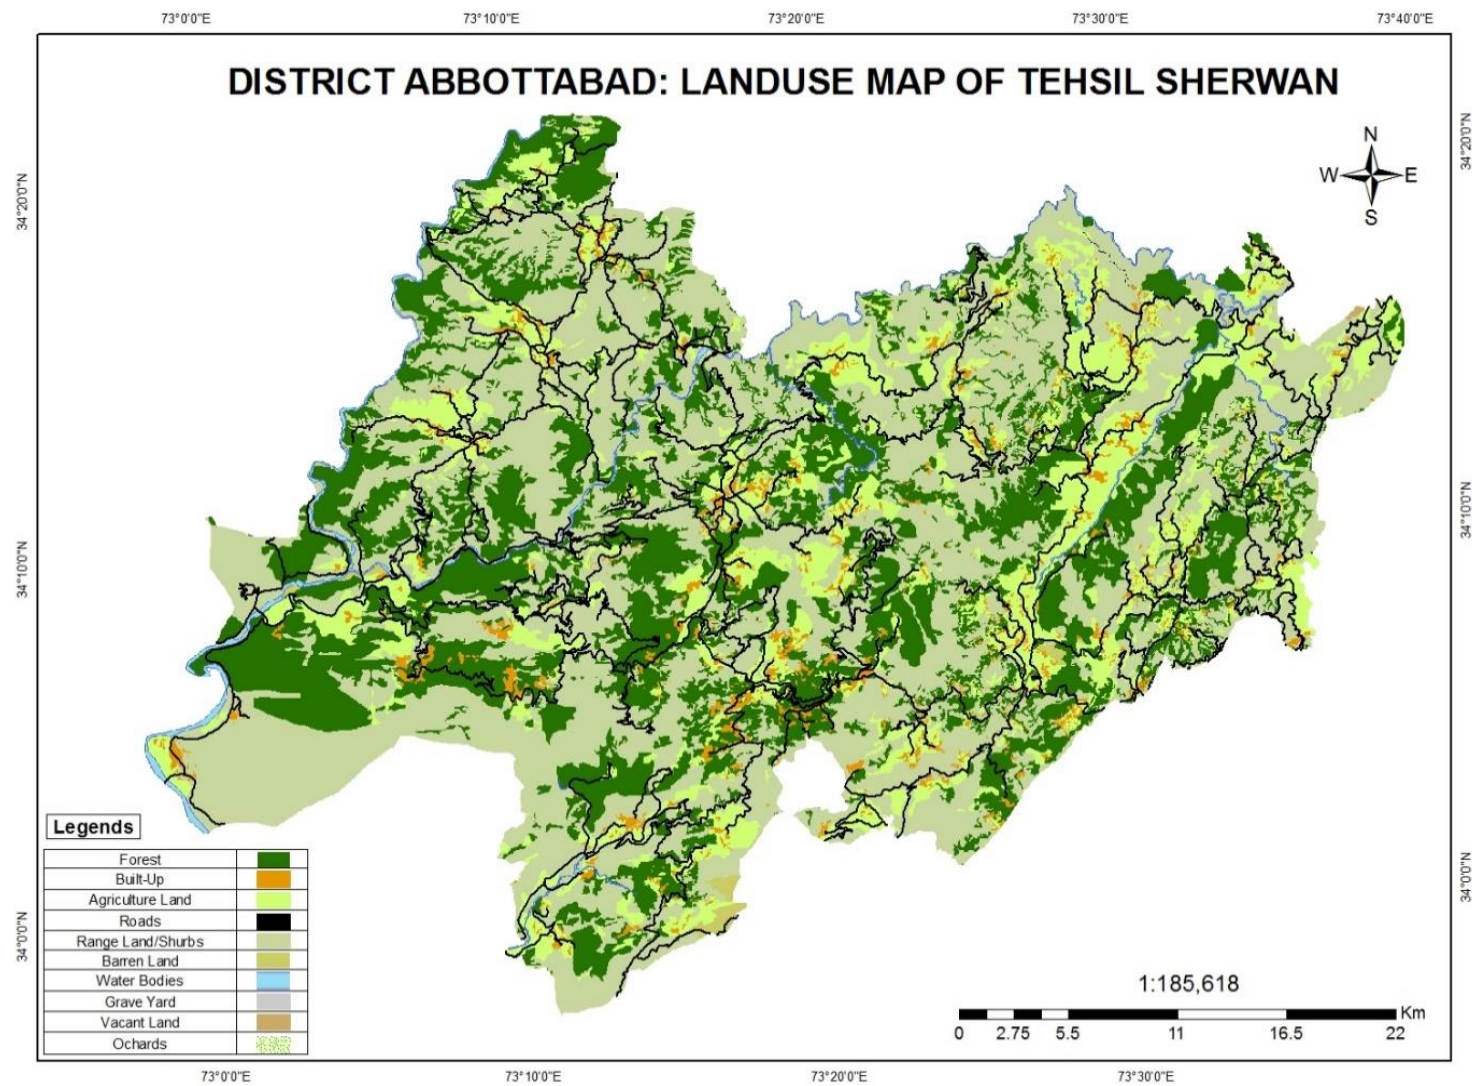 73°0'0"E 73°10'0"E 73°20'0"E 73°30'0"E 73°40'0"E
DISTRICT ABBOTTABAD: LANDUSE MAP OF TEHSIL SHERWAN
34°20'0"N
34°20'0"N
N
W E
S
34°10'0"N
34°10'0"N
34°0'0"N
34°0'0"N
Legends
Forest
Built-Up
Agriculture Land
Roads
Range Land/Shurbs
Barren Land
Water Bodies
Grave Yard
Vacant Land
Ochards
1:185,618
Km
0 2.75 5.5 11 16.5 22
73°0'0"E 73°10'0"E 73°20'0"E 73°30'0"E